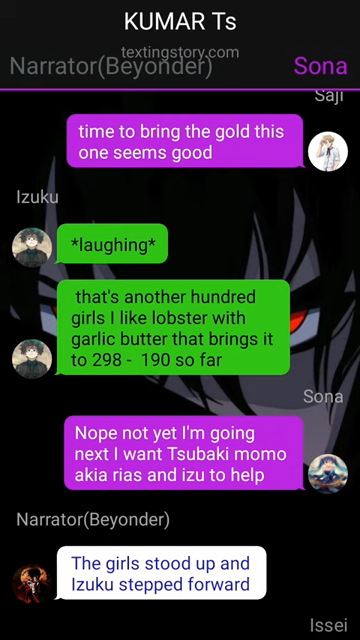 KUMAR Ts
textingstory.com
Narrator(Beyonder)
Sona
Saji
time to bring the gold this
one seems good
Izuku
*laughing*
that's another hundred
girls I like lobster with
garlic butter that brings it
to 298 - 190 so far
Sona
Nope not yet I'm going
next I want Tsubaki momo
akia rias and izu to help
Narrator(Beyonder)
The girls stood up and
Izuku stepped forward
Issei